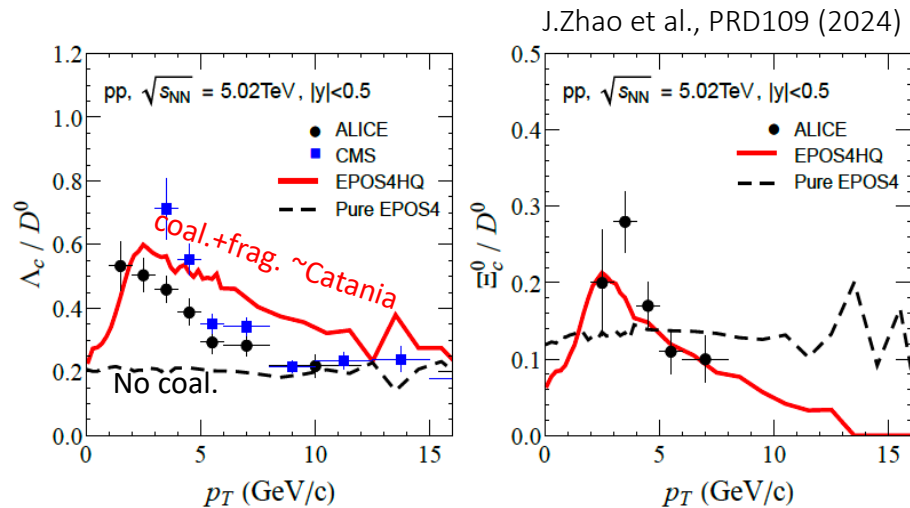 J.Zhao et al., PRD109 (2024)
1.2
1.0
0.8
0.6
0.4
0.2
0.0
Λc / D⁰
pp, √sNN = 5.02TeV, |y|<0.5
ALICE
CMS
EPOS4HQ
Pure EPOS4
coal.+frag. ~Catania
No coal.
0 5 10 15
pT (GeV/c)
0.5
0.4
0.3
0.2
0.1
0.0
Ξc⁰ / D⁰
pp, √sNN = 5.02TeV, |y|<0.5
ALICE
EPOS4HQ
Pure EPOS4
0 5 10 15
pT (GeV/c)